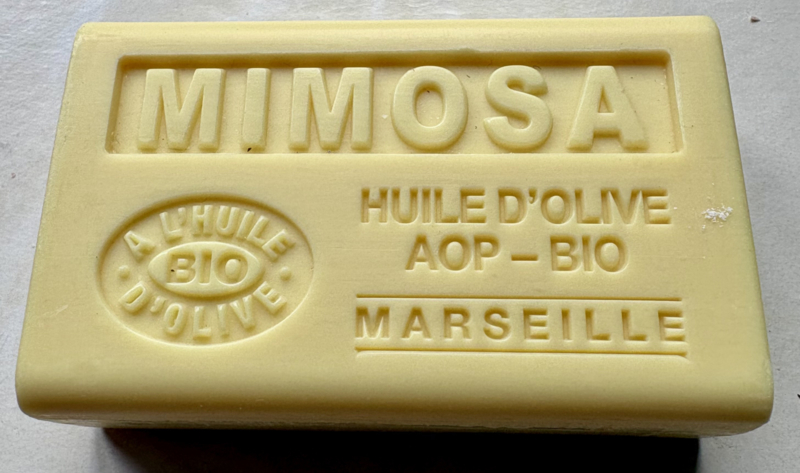 MIMOSA
A L'HUILE
BIO
• D'OLIVE •
HUILE D'OLIVE
AOP – BIO
MARSEILLE